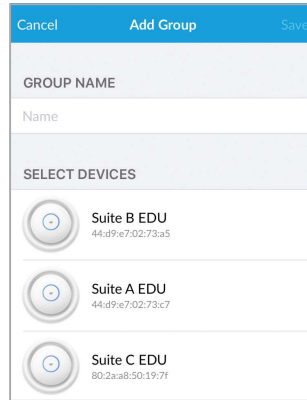 Cancel Add Group Save
GROUP NAME
Name
SELECT DEVICES
Suite B EDU
44:d9:e7:02:73:a5
Suite A EDU
44:d9:e7:02:73:c7
Suite C EDU
80:2a:a8:50:19:7f